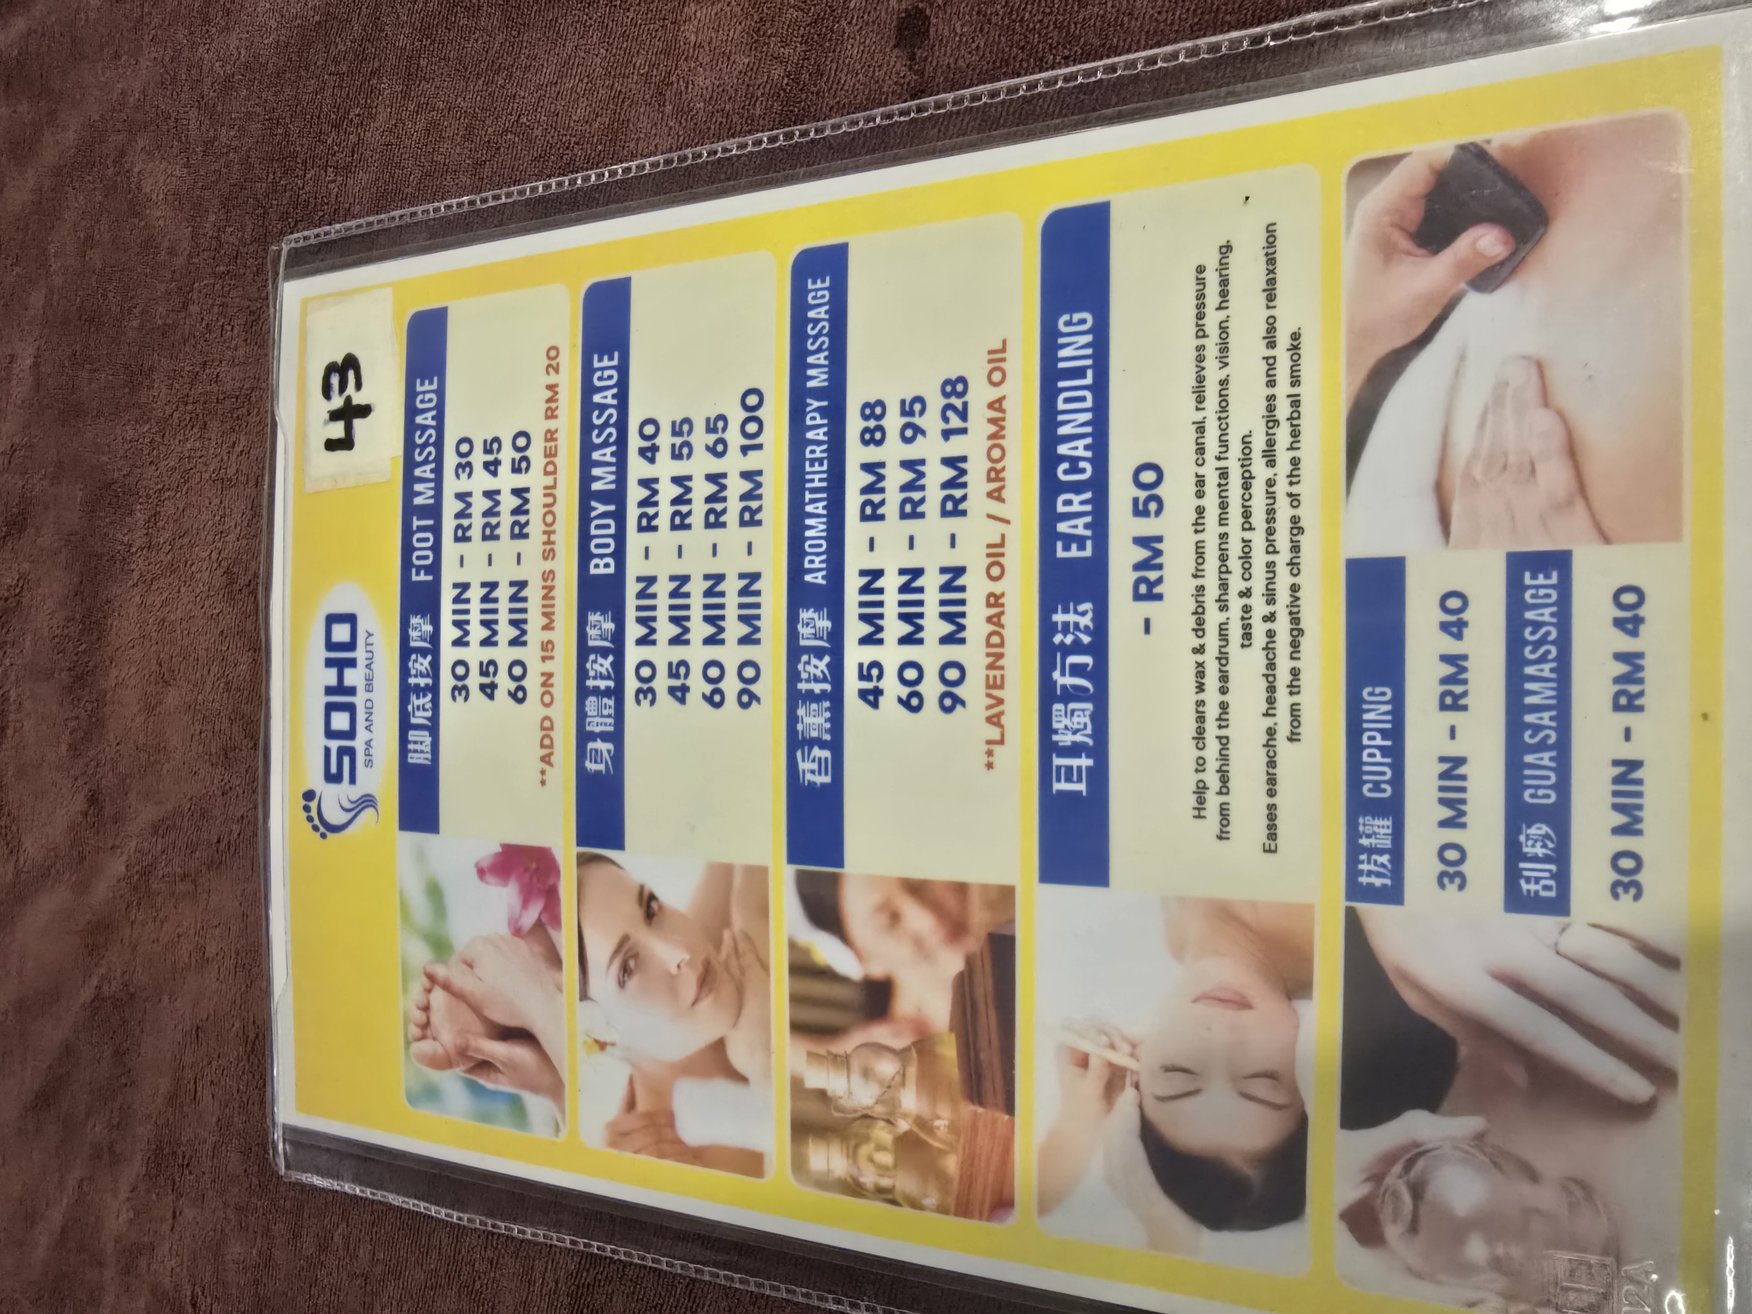 43
SOHO
SPA AND BEAUTY
脚底按摩 FOOT MASSAGE
30 MIN - RM 30
45 MIN - RM 45
60 MIN - RM 50
**ADD ON 15 MINS SHOULDER RM 20
身體按摩 BODY MASSAGE
30 MIN - RM 40
45 MIN - RM 55
60 MIN - RM 65
90 MIN - RM 100
香薰按摩 AROMATHERAPY MASSAGE
45 MIN - RM 88
60 MIN - RM 95
90 MIN - RM 128
**LAVENDAR OIL / AROMA OIL
耳燭方法 EAR CANDLING
- RM 50
Help to clears wax & debris from the ear canal, relieves pressure
from behind the eardrum, sharpens mental functions, vision, hearing,
taste & color perception.
Eases earache, headache & sinus pressure, allergies and also relaxation
from the negative charge of the herbal smoke.
拔罐 CUPPING
30 MIN - RM 40
刮痧 GUA SA MASSAGE
30 MIN - RM 40